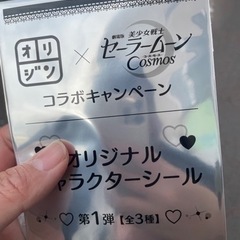 オリジン
×
劇場版 美少女戦士
セーラームーン
Cosmos
コラボキャンペーン
オリジナル
ャラクターシール
第1弾【全3種】